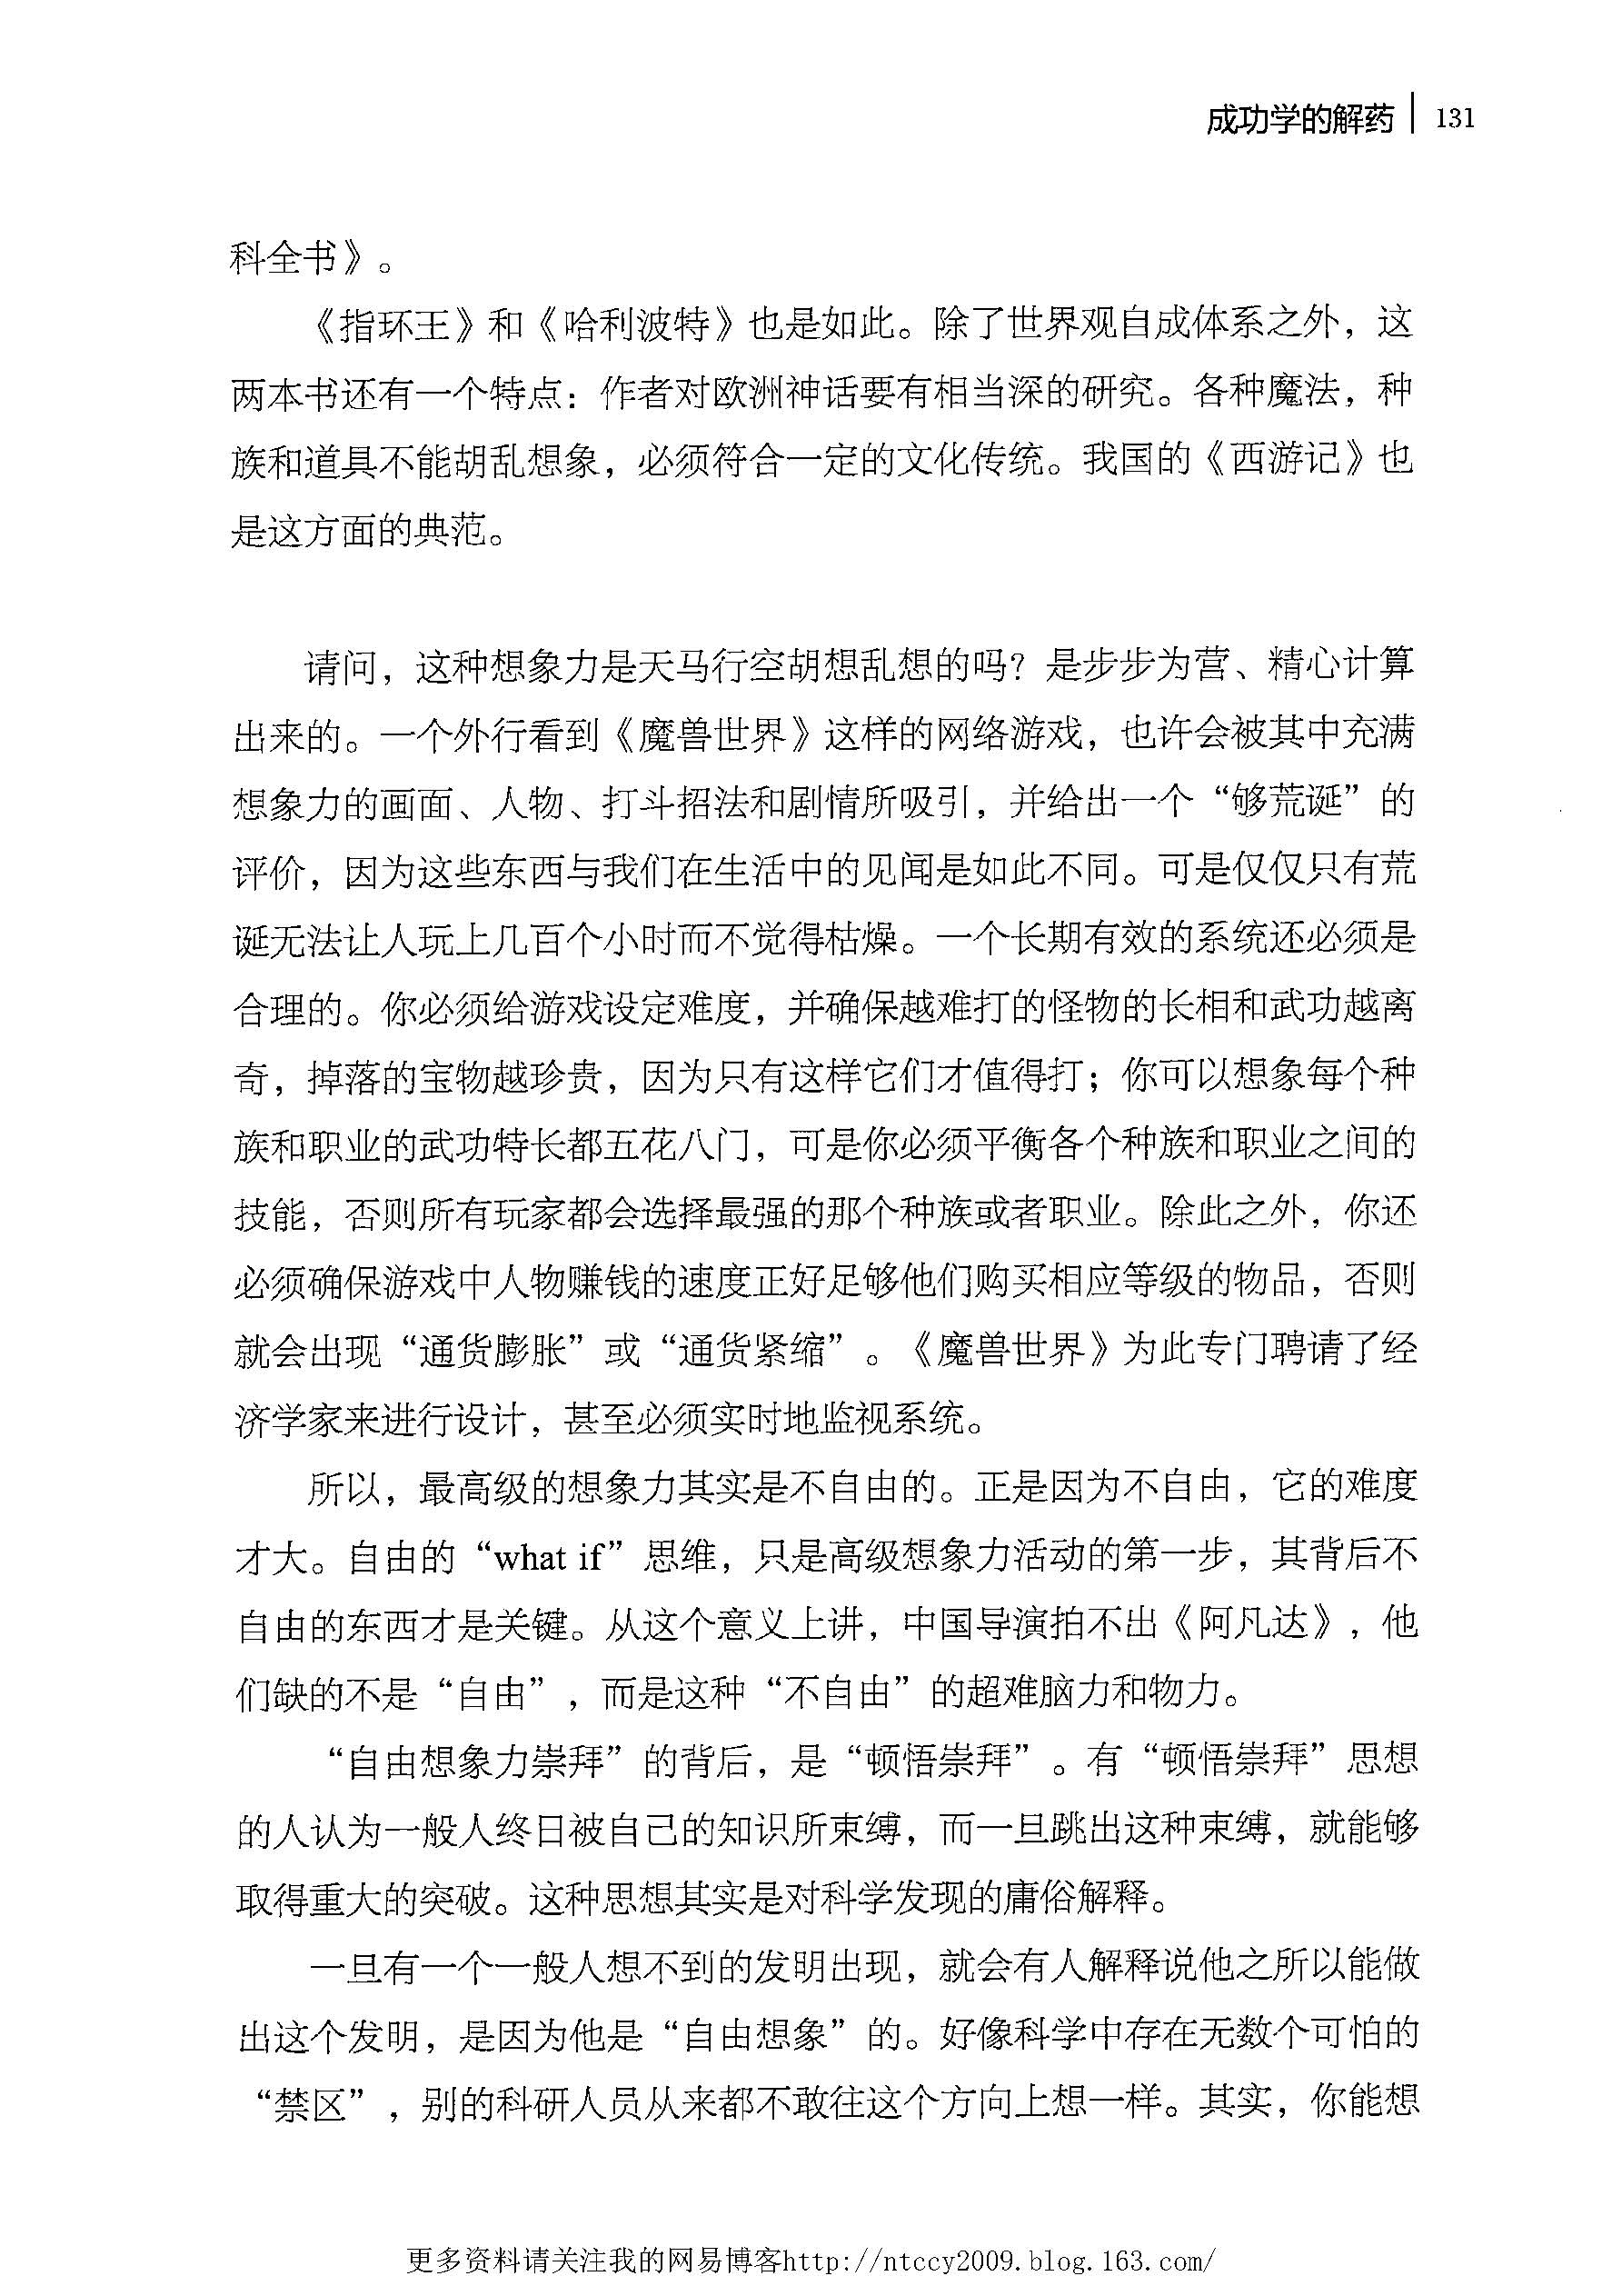 成功学的解药 | 131
科全书》。
《指环王》和《哈利波特》也是如此。除了世界观自成体系之外，这
两本书还有一个特点：作者对欧洲神话要有相当深的研究。各种魔法，种
族和道具不能胡乱想象，必须符合一定的文化传统。我国的《西游记》也
是这方面的典范。
请问，这种想象力是天马行空胡想乱想的吗？是步步为营、精心计算
出来的。一个外行看到《魔兽世界》这样的网络游戏，也许会被其中充满
想象力的画面、人物、打斗招法和剧情所吸引，并给出一个“够荒诞”的
评价，因为这些东西与我们在生活中的见闻是如此不同。可是仅仅只有荒
诞无法让人玩上几百个小时而不觉得枯燥。一个长期有效的系统还必须是
合理的。你必须给游戏设定难度，并确保越难打的怪物的长相和武功越离
奇，掉落的宝物越珍贵，因为只有这样它们才值得打；你可以想象每个种
族和职业的武功特长都五花八门，可是你必须平衡各个种族和职业之间的
技能，否则所有玩家都会选择最强的那个种族或者职业。除此之外，你还
必须确保游戏中人物赚钱的速度正好足够他们购买相应等级的物品，否则
就会出现“通货膨胀”或“通货紧缩”。《魔兽世界》为此专门聘请了经
济学家来进行设计，甚至必须实时地监视系统。
所以，最高级的想象力其实是不自由的。正是因为不自由，它的难度
才大。自由的“what if”思维，只是高级想象力活动的第一步，其背后不
自由的东西才是关键。从这个意义上讲，中国导演拍不出《阿凡达》，他
们缺的不是“自由”，而是这种“不自由”的超难脑力和物力。
“自由想象力崇拜”的背后，是“顿悟崇拜”。有“顿悟崇拜”思想
的人认为一般人终日被自己的知识所束缚，而一旦跳出这种束缚，就能够
取得重大的突破。这种思想其实是对科学发现的庸俗解释。
一旦有一个一般人想不到的发明出现，就会有人解释说他之所以能做
出这个发明，是因为他是“自由想象”的。好像科学中存在无数个可怕的
“禁区”，别的科研人员从来都不敢往这个方向上想一样。其实，你能想
更多资料请关注我的网易博客http://ntccy2009.blog.163.com/